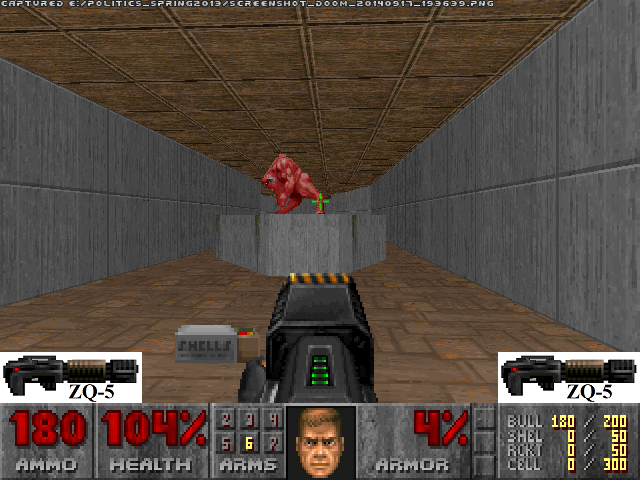 CAPTURED E:/POLITICS_SPRING2013/SCREENSHOT_DOOM_20140917_193639.PNG
SHELLS
ZQ-5
ZQ-5
180 104% 2 3 4 4% BULL 180 / 200
5 6 7 SHEL 0 / 50
RCKT 0 / 50
AMMO HEALTH ARMS ARMOR CELL 0 / 300